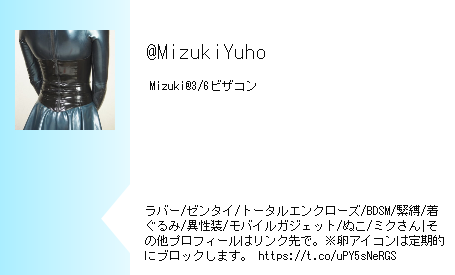 @MizukiYuho
Mizuki@3/6ビザコン
ラバー/ゼンタイ/トータルエンクローズ/BDSM/緊縛/着
ぐるみ/異性装/モバイルガジェット/ぬこ/ミクさん|そ
の他プロフィールはリンク先で。※卵アイコンは定期的
にブロックします。 https://t.co/uPY5sNeRGS